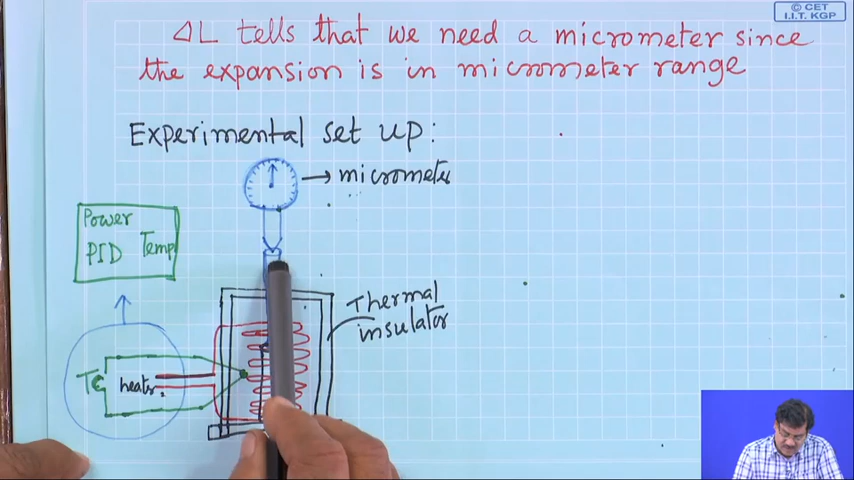 © CET
I.I.T. KGP
ΔL tells that we need a micrometer since
the expansion is in micrometer range
Experimental set up:
→ micrometer
Power
PID Temp
Thermal
insulator
TC heater